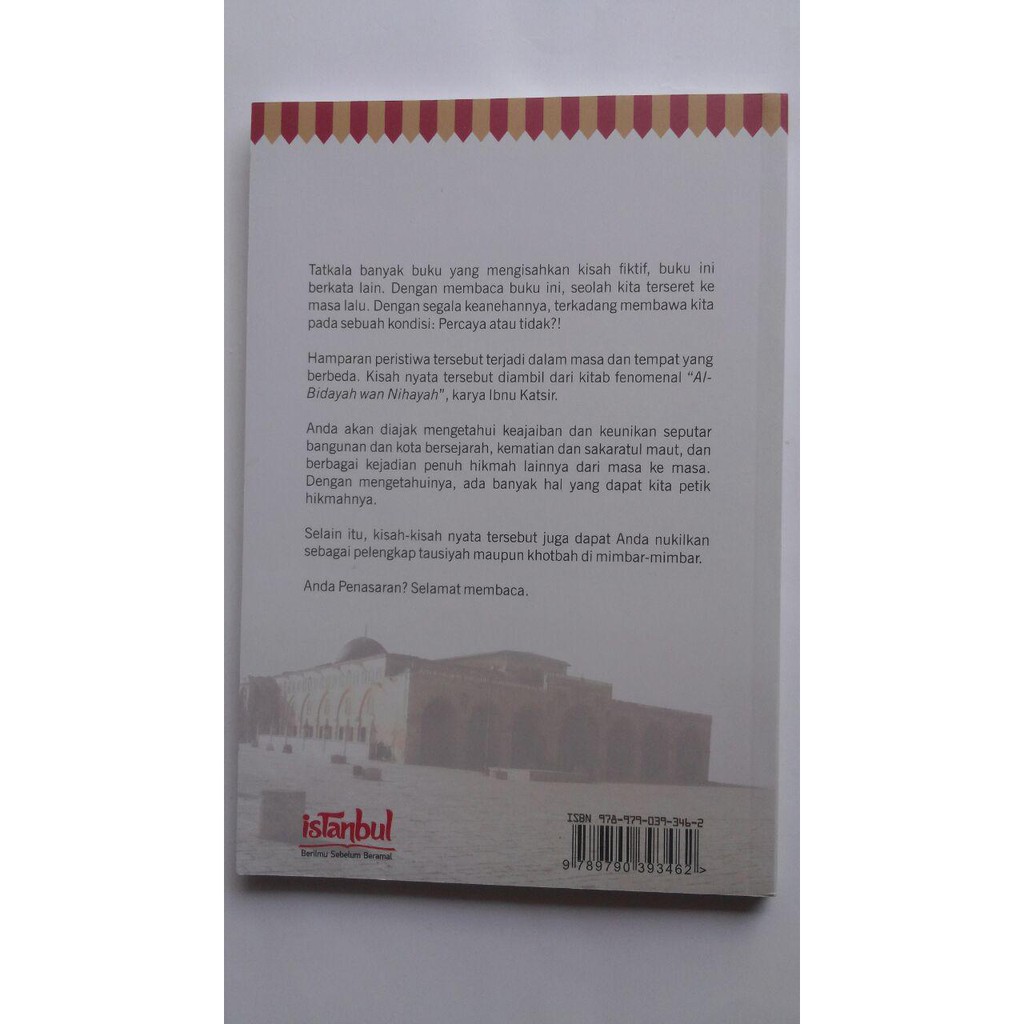 Tatkala banyak buku yang mengisahkan kisah fiktif, buku ini
berkata lain. Dengan membaca buku ini, seolah kita terseret ke
masa lalu. Dengan segala keanehannya, terkadang membawa kita
pada sebuah kondisi: Percaya atau tidak?!
Hamparan peristiwa tersebut terjadi dalam masa dan tempat yang
berbeda. Kisah nyata tersebut diambil dari kitab fenomenal “Al-
Bidayah wan Nihayah”, karya Ibnu Katsir.
Anda akan diajak mengetahui keajaiban dan keunikan seputar
bangunan dan kota bersejarah, kematian dan sakaratul maut, dan
berbagai kejadian penuh hikmah lainnya dari masa ke masa.
Dengan mengetahuinya, ada banyak hal yang dapat kita petik
hikmahnya.
Selain itu, kisah-kisah nyata tersebut juga dapat Anda nukilkan
sebagai pelengkap tausiyah maupun khotbah di mimbar-mimbar.
Anda Penasaran? Selamat membaca.
istanbul
Berilmu Sebelum Beramal
ISBN 978-979-039-346-2
9 789790 393462 >